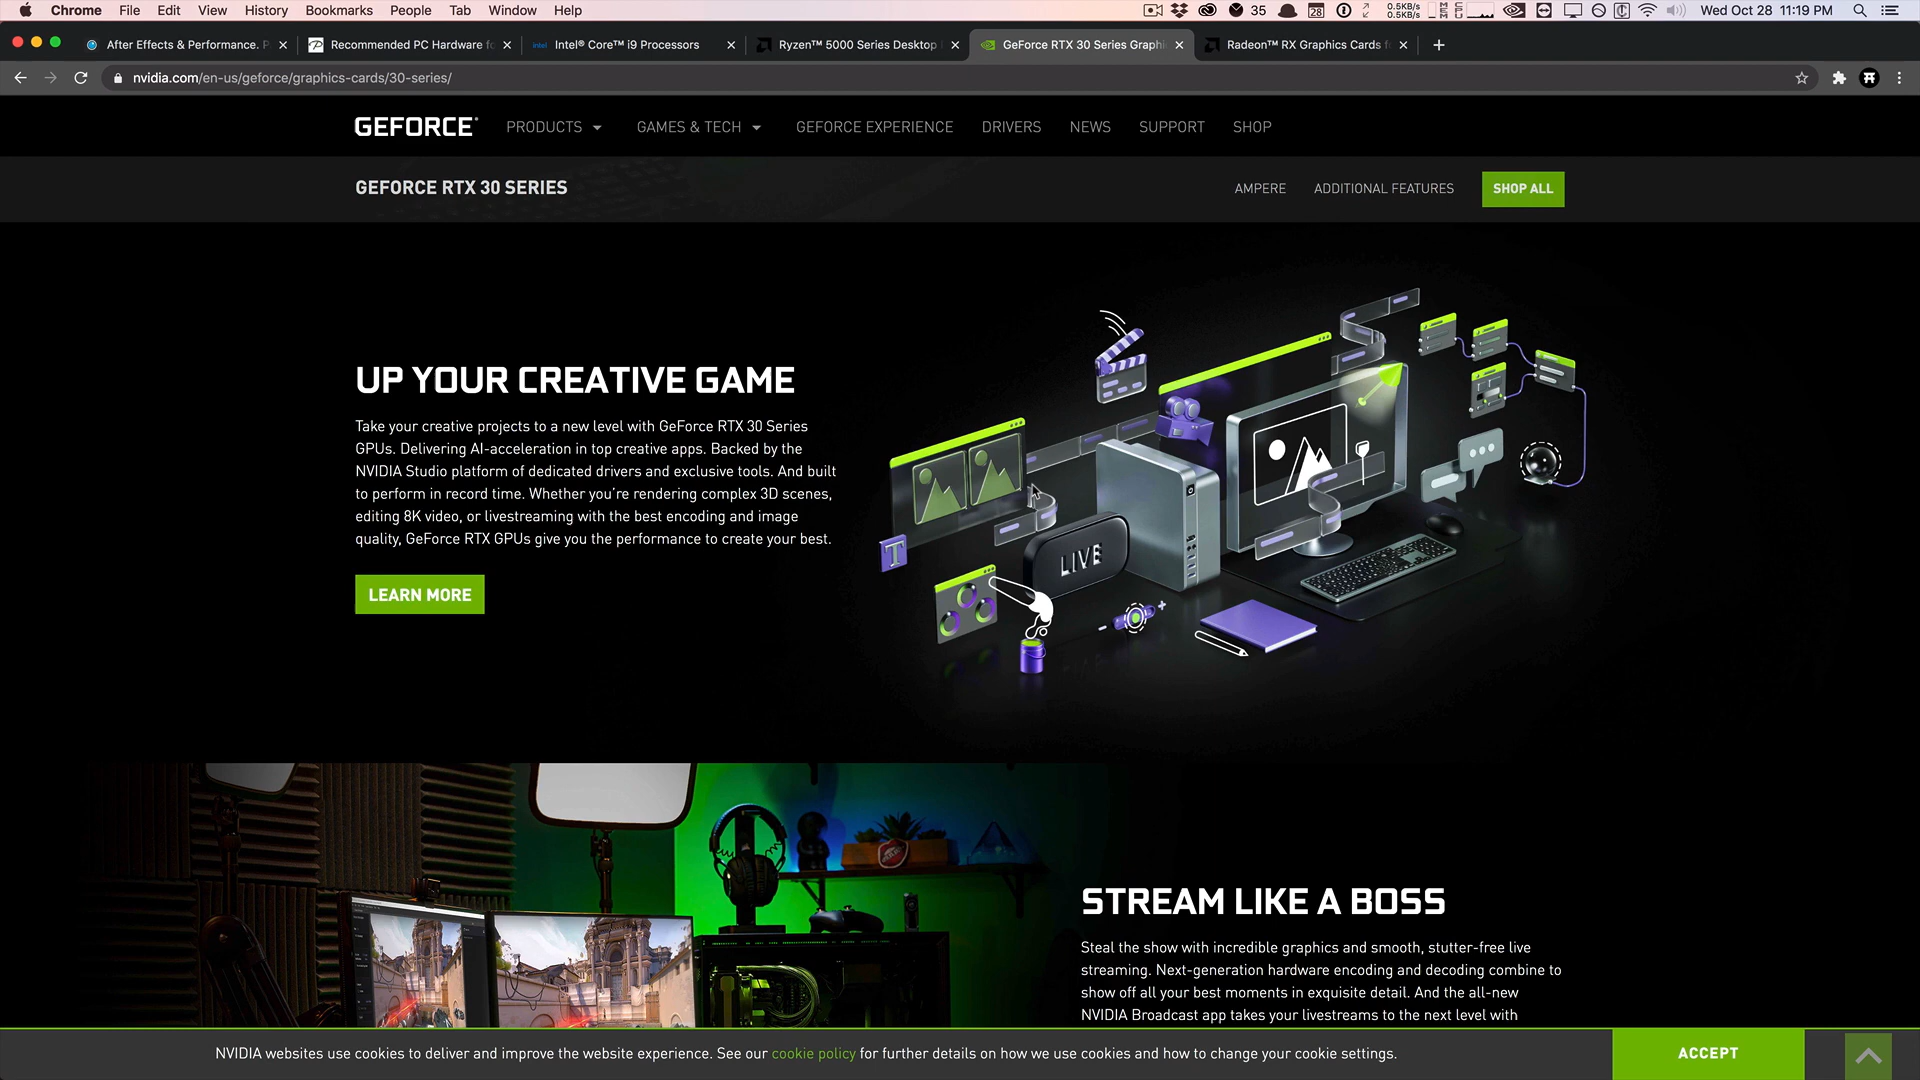 Chrome File Edit View History Bookmarks People Tab Window Help 35 28 0.5KB/s 0.5KB/s Wed Oct 28 11:19 PM
After Effects & Performance. Recommended PC Hardware Intel® Core™ i9 Processors Ryzen™ 5000 Series Desktop GeForce RTX 30 Series Graphi Radeon™ RX Graphics Cards
nvidia.com/en-us/geforce/graphics-cards/30-series/
GEFORCE PRODUCTS GAMES & TECH GEFORCE EXPERIENCE DRIVERS NEWS SUPPORT SHOP
GEFORCE RTX 30 SERIES AMPERE ADDITIONAL FEATURES SHOP ALL
UP YOUR CREATIVE GAME
Take your creative projects to a new level with GeForce RTX 30 Series
GPUs. Delivering AI-acceleration in top creative apps. Backed by the
NVIDIA Studio platform of dedicated drivers and exclusive tools. And built
to perform in record time. Whether you're rendering complex 3D scenes,
editing 8K video, or livestreaming with the best encoding and image
quality, GeForce RTX GPUs give you the performance to create your best.
LEARN MORE
T
LIVE
STREAM LIKE A BOSS
Steal the show with incredible graphics and smooth, stutter-free live
streaming. Next-generation hardware encoding and decoding combine to
show off all your best moments in exquisite detail. And the all-new
NVIDIA Broadcast app takes your livestreams to the next level with
NVIDIA websites use cookies to deliver and improve the website experience. See our cookie policy for further details on how we use cookies and how to change your cookie settings. ACCEPT